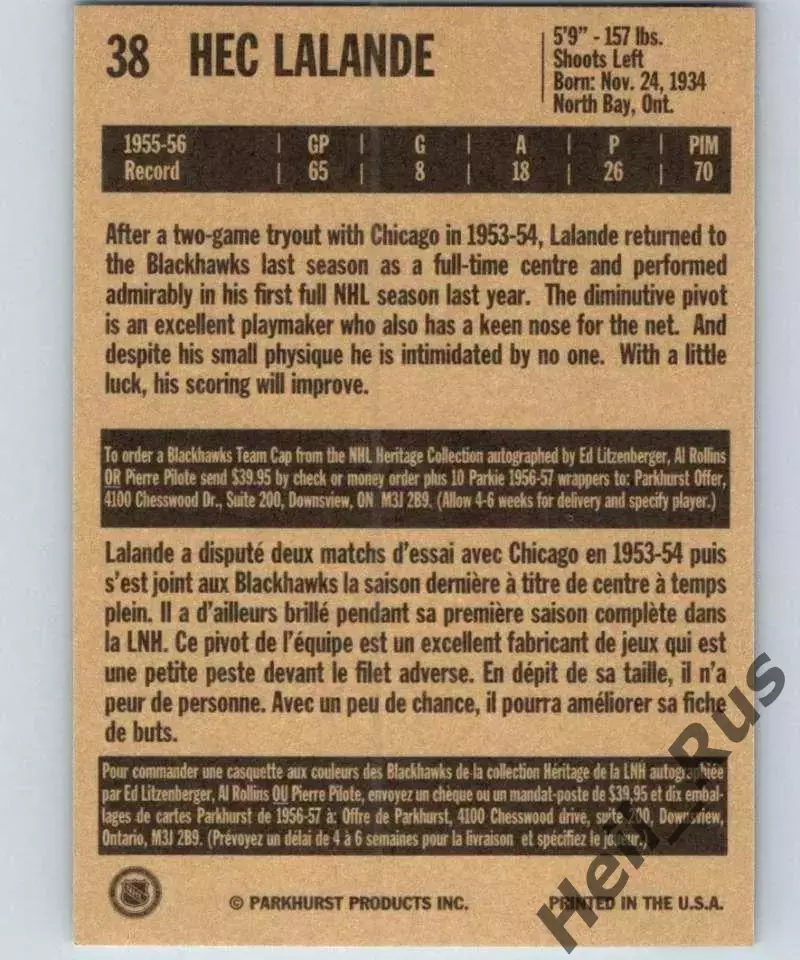 38 HEC LALANDE
5'9" - 157 lbs.
Shoots Left
Born: Nov. 24, 1934
North Bay, Ont.
1955-56 | GP | G | A | P | PIM
Record | 65 | 8 | 18 | 26 | 70
After a two-game tryout with Chicago in 1953-54, Lalande returned to
the Blackhawks last season as a full-time centre and performed
admirably in his first full NHL season last year. The diminutive pivot
is an excellent playmaker who also has a keen nose for the net. And
despite his small physique he is intimidated by no one. With a little
luck, his scoring will improve.
To order a Blackhawks Team Cap from the NHL Heritage Collection autographed by Ed Litzenberger, Al Rollins
OR Pierre Pilote send $39.95 by check or money order plus 10 Parkie 1956-57 wrappers to: Parkhurst Offer,
4100 Chesswood Dr., Suite 200, Downsview, ON M3J 2B9. (Allow 4-6 weeks for delivery and specify player.)
Lalande a disputé deux matchs d'essai avec Chicago en 1953-54 puis
s'est joint aux Blackhawks la saison dernière à titre de centre à temps
plein. Il a d'ailleurs brillé pendant sa première saison complète dans
la LNH. Ce pivot de l'équipe est un excellent fabricant de jeux qui est
une petite peste devant le filet adverse. En dépit de sa taille, il n'a
peur de personne. Avec un peu de chance, il pourra améliorer sa fiche
de buts.
Pour commander une casquette aux couleurs des Blackhawks de la collection Héritage de la LNH autographiée
par Ed Litzenberger, Al Rollins OU Pierre Pilote, envoyez un chèque ou un mandat-poste de $39,95 et dix embal-
lages de cartes Parkhurst de 1956-57 à: Offre de Parkhurst, 4100 Chesswood drive, suite 200, Downsview,
Ontario, M3J 2B9. (Prévoyez un délai de 4 à 6 semaines pour la livraison et spécifiez le joueur.)
NHL
© PARKHURST PRODUCTS INC. PRINTED IN THE U.S.A.
Heil_Rus